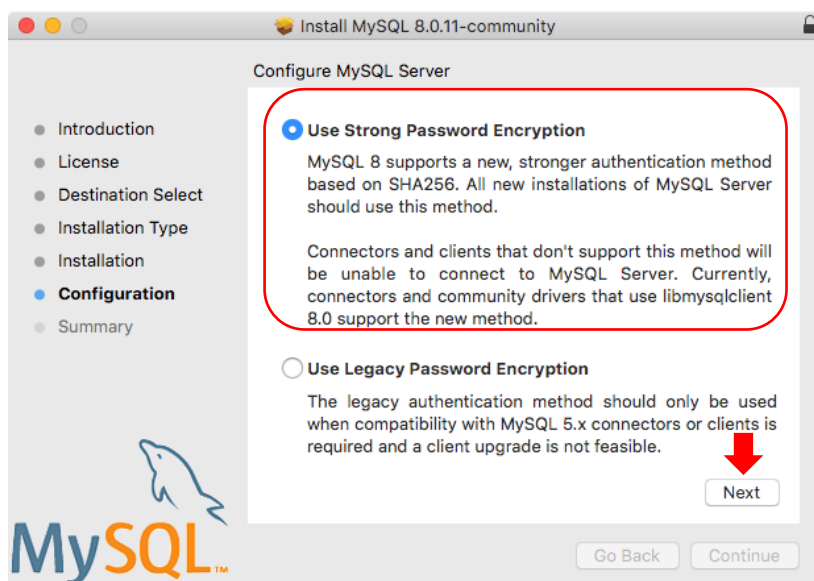 Install MySQL 8.0.11-community
Configure MySQL Server
Introduction
License
Destination Select
Installation Type
Installation
Configuration
Summary
Use Strong Password Encryption
MySQL 8 supports a new, stronger authentication method
based on SHA256. All new installations of MySQL Server
should use this method.
Connectors and clients that don't support this method will
be unable to connect to MySQL Server. Currently,
connectors and community drivers that use libmysqlclient
8.0 support the new method.
Use Legacy Password Encryption
The legacy authentication method should only be used
when compatibility with MySQL 5.x connectors or clients is
required and a client upgrade is not feasible.
Next
MySQL™
Go Back
Continue